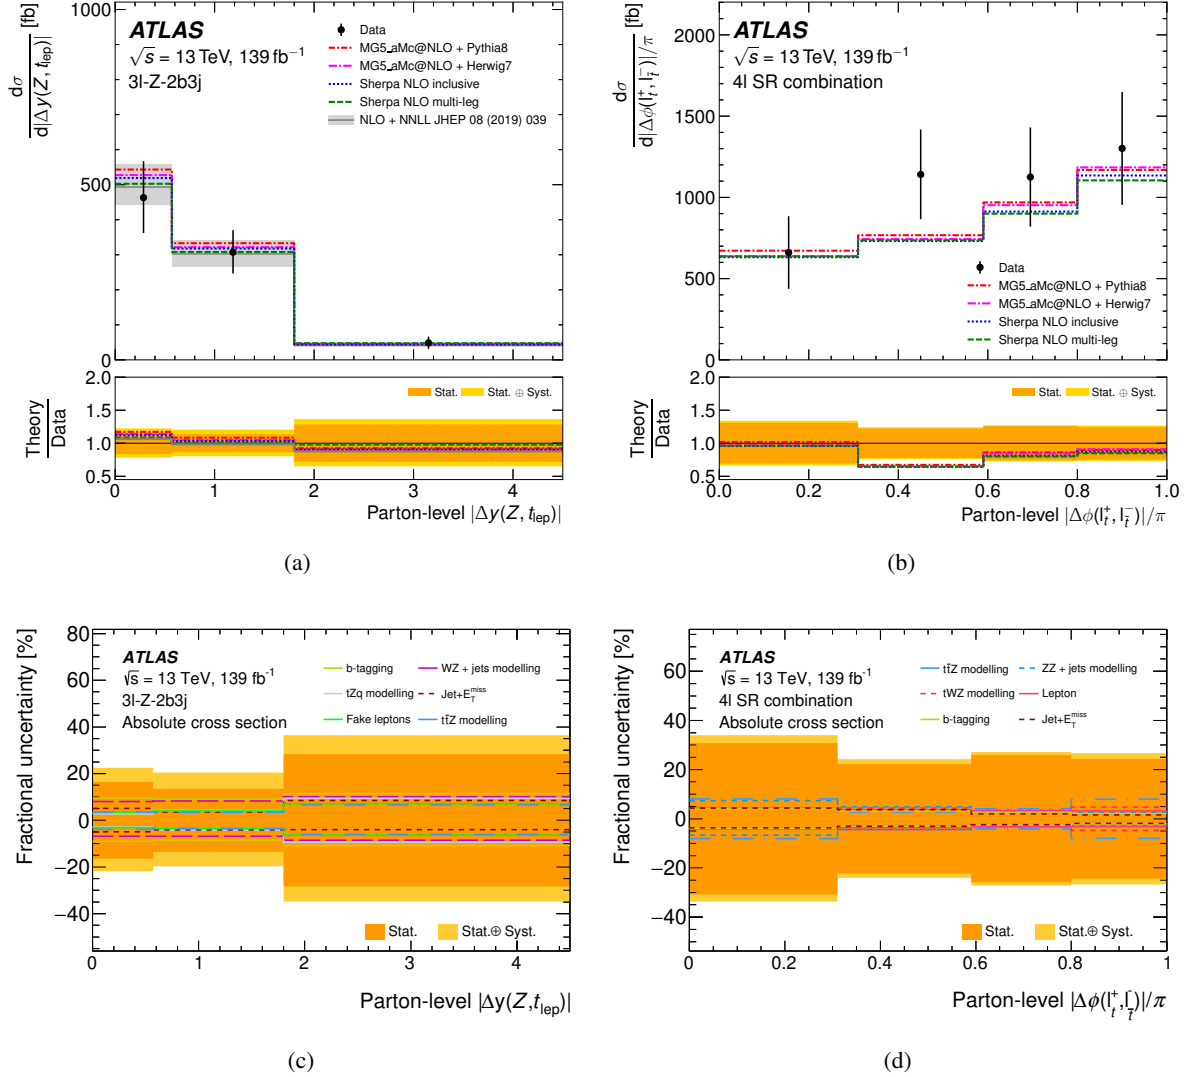 dσ
d|Δy(Z, t_lep)| [fb]
ATLAS
√s = 13 TeV, 139 fb⁻¹
3l-Z-2b3j
Data
MG5_aMc@NLO + Pythia8
MG5_aMc@NLO + Herwig7
Sherpa NLO inclusive
Sherpa NLO multi-leg
NLO + NNLL JHEP 08 (2019) 039
1000
500
0
Theory
Data
2.0
1.5
1.0
0.5
Stat. Stat. ⊕ Syst.
0 1 2 3 4
Parton-level |Δy(Z, t_lep)|
(a)
dσ
d|Δϕ(l_t^+, l_t̄^-)|/π [fb]
ATLAS
√s = 13 TeV, 139 fb⁻¹
4l SR combination
2000
1750
1500
1250
1000
750
500
250
0
Data
MG5_aMc@NLO + Pythia8
MG5_aMc@NLO + Herwig7
Sherpa NLO inclusive
Sherpa NLO multi-leg
Theory
Data
2.0
1.5
1.0
0.5
Stat. Stat. ⊕ Syst.
0.0 0.2 0.4 0.6 0.8 1.0
Parton-level |Δϕ(l_t^+, l_t̄^-)|/π
(b)
Fractional uncertainty [%]
80
60
40
20
0
−20
−40
ATLAS
√s = 13 TeV, 139 fb⁻¹
3l-Z-2b3j
Absolute cross section
b-tagging
tZq modelling
Fake leptons
WZ + jets modelling
Jet+E_T^miss
tt̄Z modelling
Stat. Stat.⊕ Syst.
0 1 2 3 4
Parton-level |Δy(Z,t_lep)|
(c)
Fractional uncertainty [%]
60
40
20
0
−20
−40
ATLAS
√s = 13 TeV, 139 fb⁻¹
4l SR combination
Absolute cross section
tt̄Z modelling
tWZ modelling
b-tagging
ZZ + jets modelling
Lepton
Jet+E_T^miss
Stat. Stat.⊕ Syst.
0 0.2 0.4 0.6 0.8 1
Parton-level |Δϕ(l_t^+,l_t̄^-)|/π
(d)